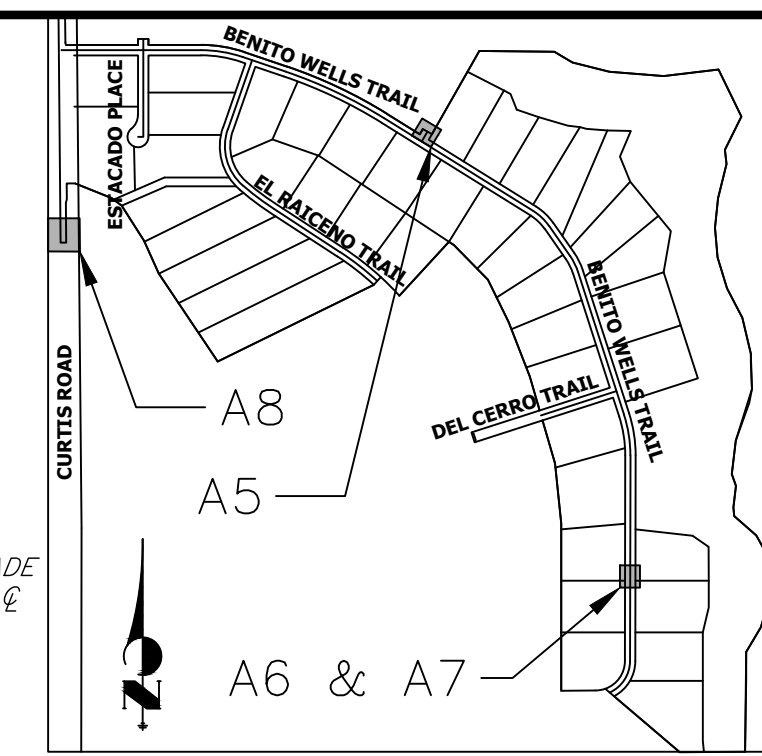 BENITO WELLS TRAIL
ESTACADO PLACE
EL RAICENO TRAIL
BENITO WELLS TRAIL
A8
DEL CERRO TRAIL
CURTIS ROAD
A5
ADE
℄
A6 & A7
N